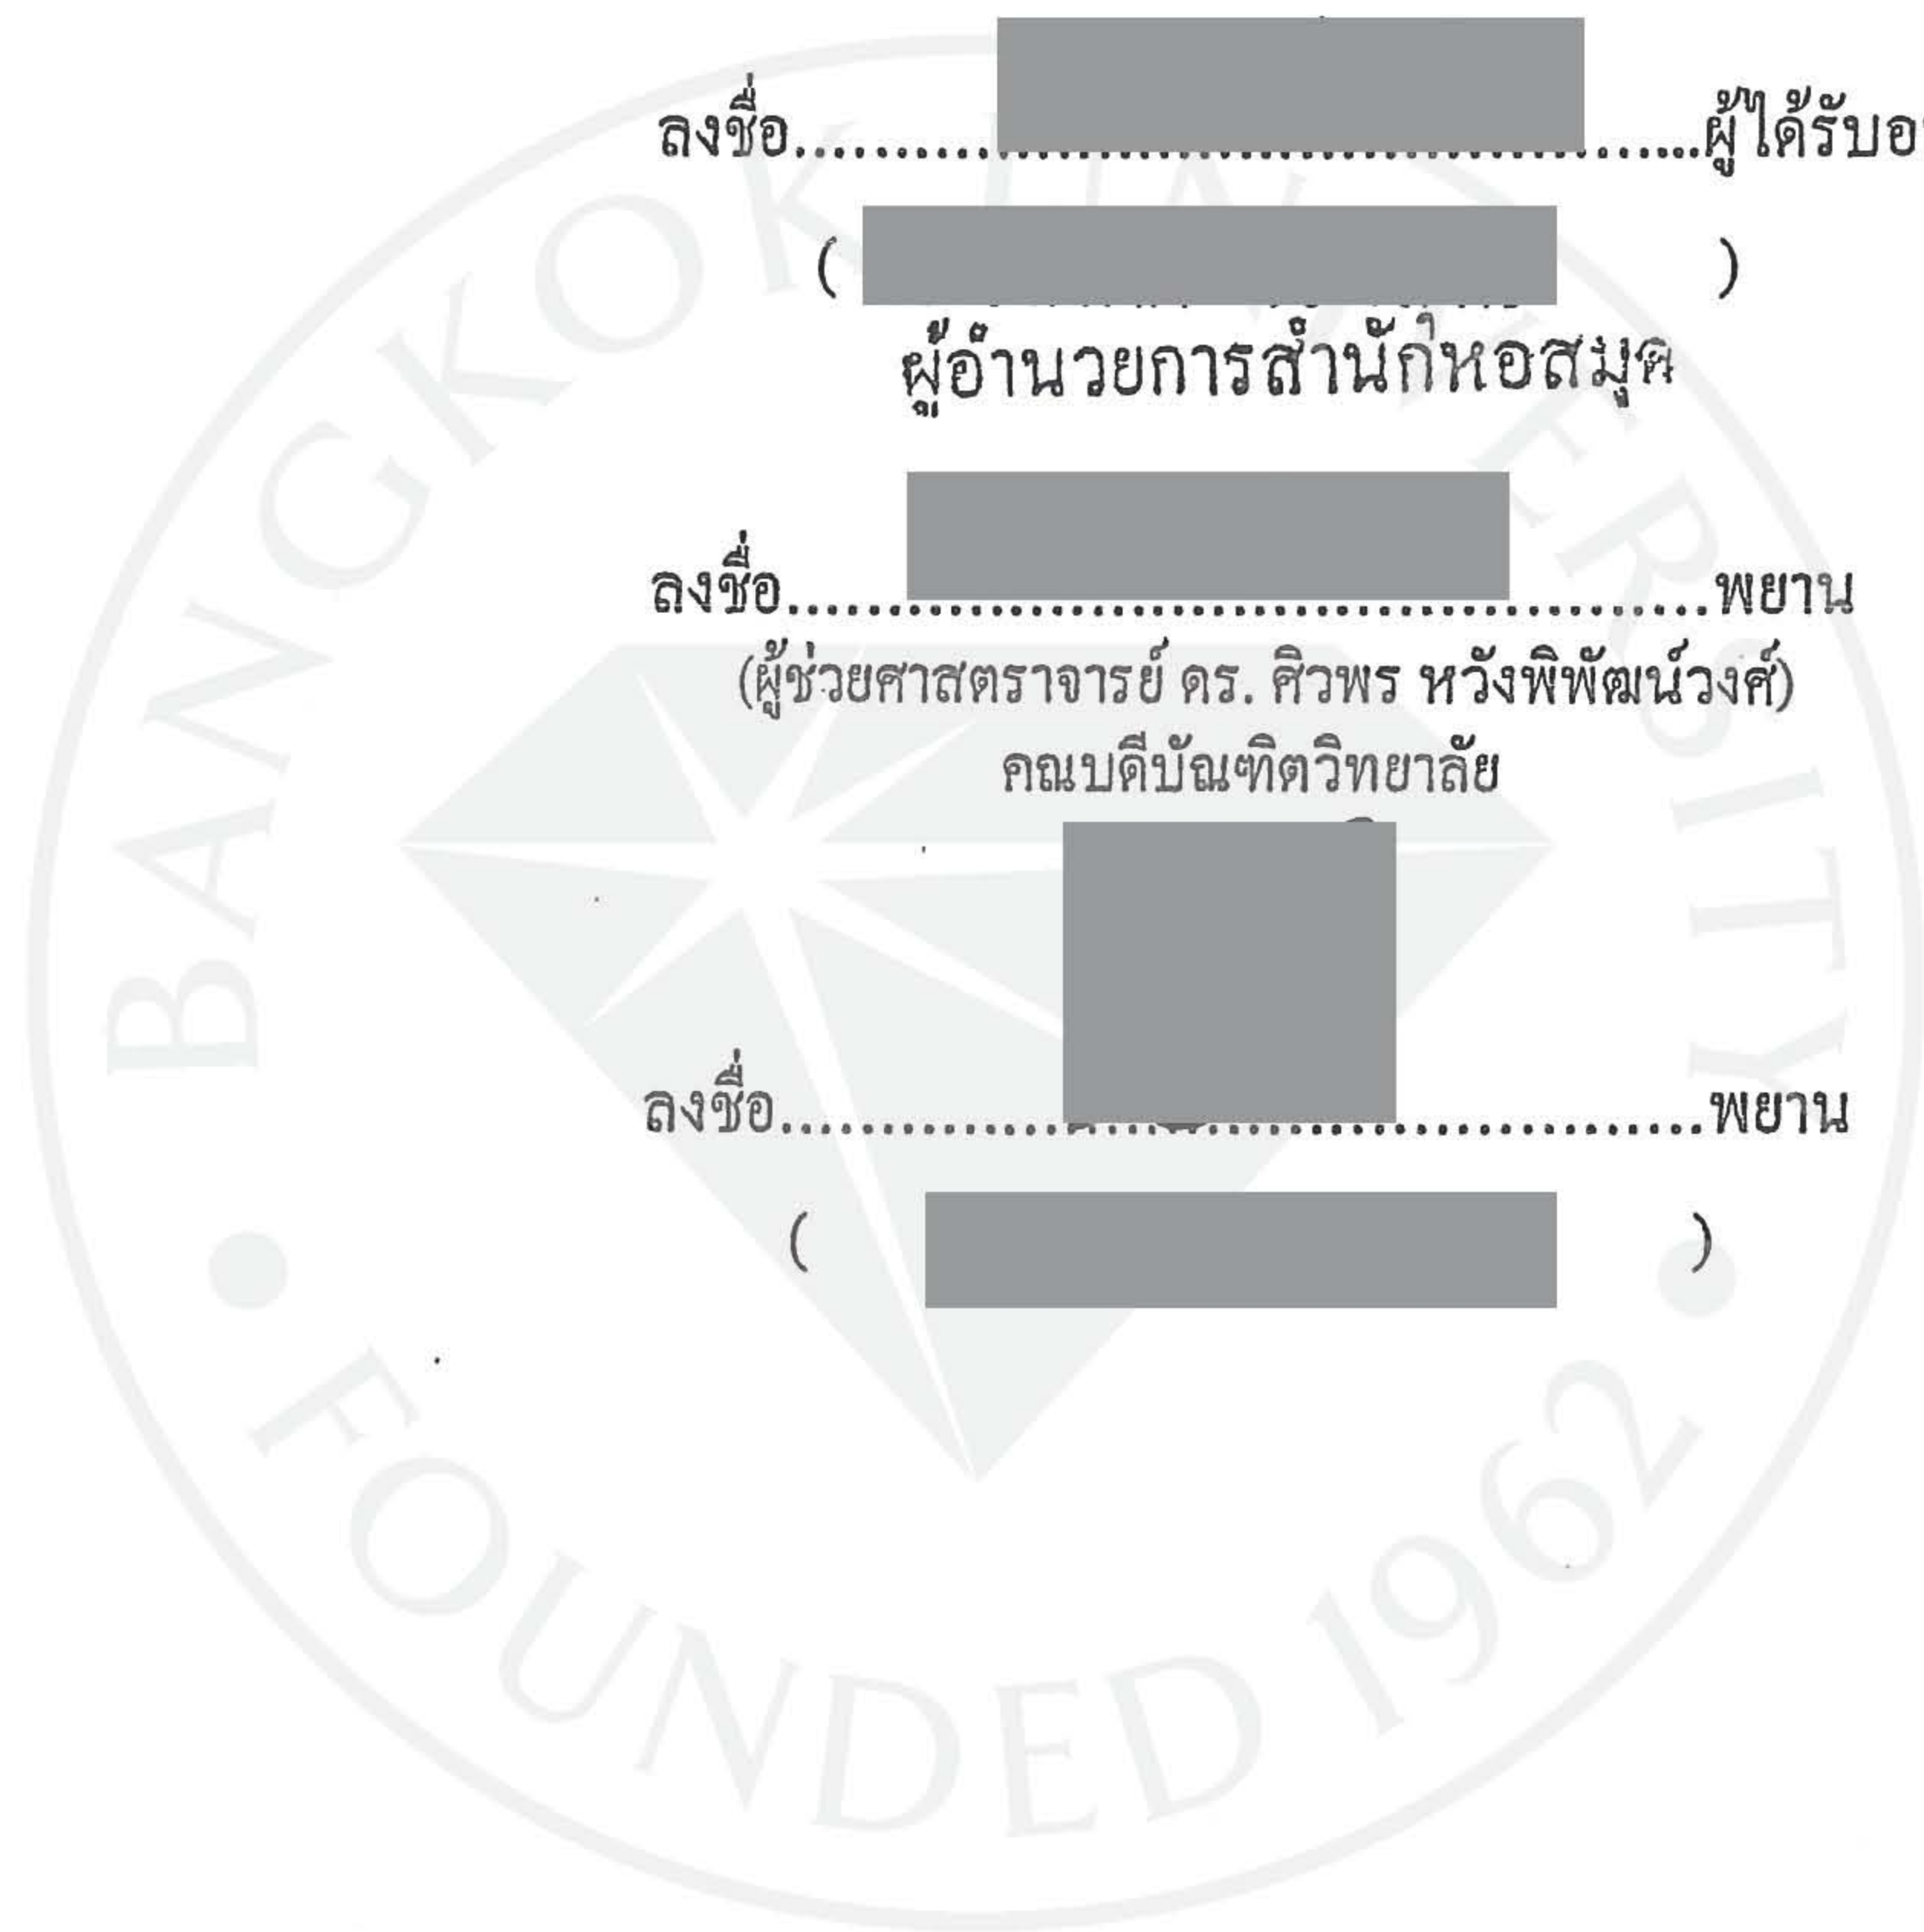 ลงชื่อ..................................................ผู้ได้รับอ
( )
ผู้อำนวยการสำนักหอสมุด
ลงชื่อ..................................................พยาน
(ผู้ช่วยศาสตราจารย์ ดร. ศิวพร หวังพิพัฒน์วงศ์)
คณบดีบัณฑิตวิทยาลัย
ลงชื่อ..................................................พยาน
( )
BANGKOK UNIVERSITY
• FOUNDED 1962 •